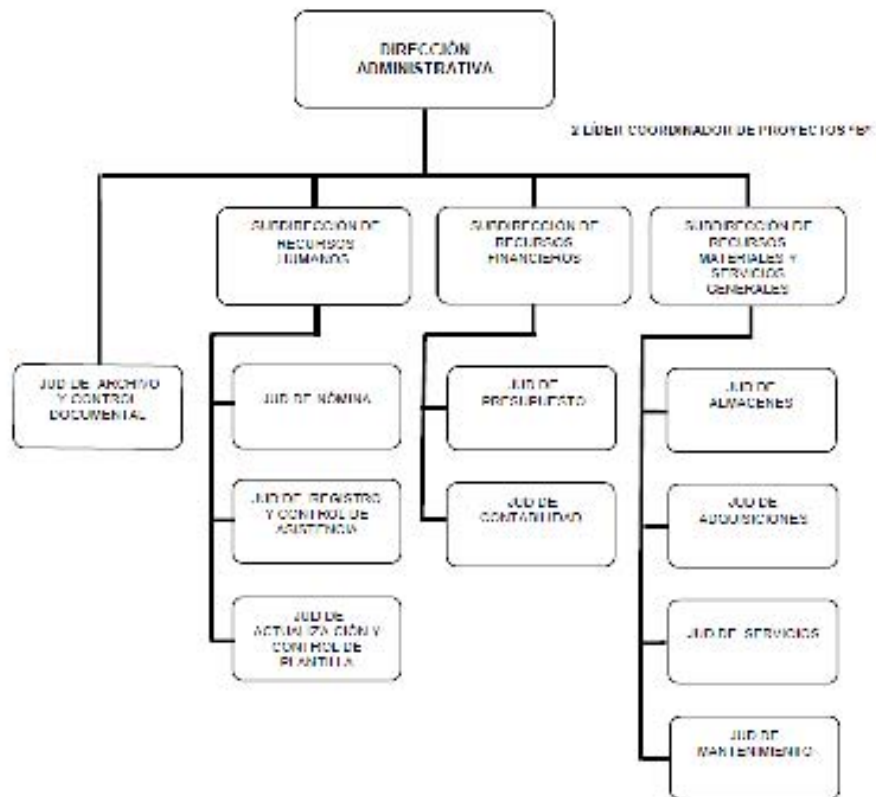 DIRECCIÓN
ADMINISTRATIVA
2 LÍDER COORDINADOR DE PROYECTOS "B"
SUBDIRECCIÓN DE
RECURSOS
HUMANOS
SUBDIRECCIÓN DE
RECURSOS
FINANCIEROS
SUBDIRECCIÓN DE
RECURSOS
MATERIALES Y
SERVICIOS
GENERALES
JUD DE ARCHIVO
Y CONTROL
DOCUMENTAL
JUD DE NÓMINA
JUD DE REGISTRO
Y CONTROL DE
ASISTENCIA
JUD DE
ACTUALIZACIÓN Y
CONTROL DE
PLANTILLA
JUD DE
PRESUPUESTO
JUD DE
CONTABILIDAD
JUD DE
ALMACENES
JUD DE
ADQUISICIONES
JUD DE SERVICIOS
JUD DE
MANTENIMIENTO